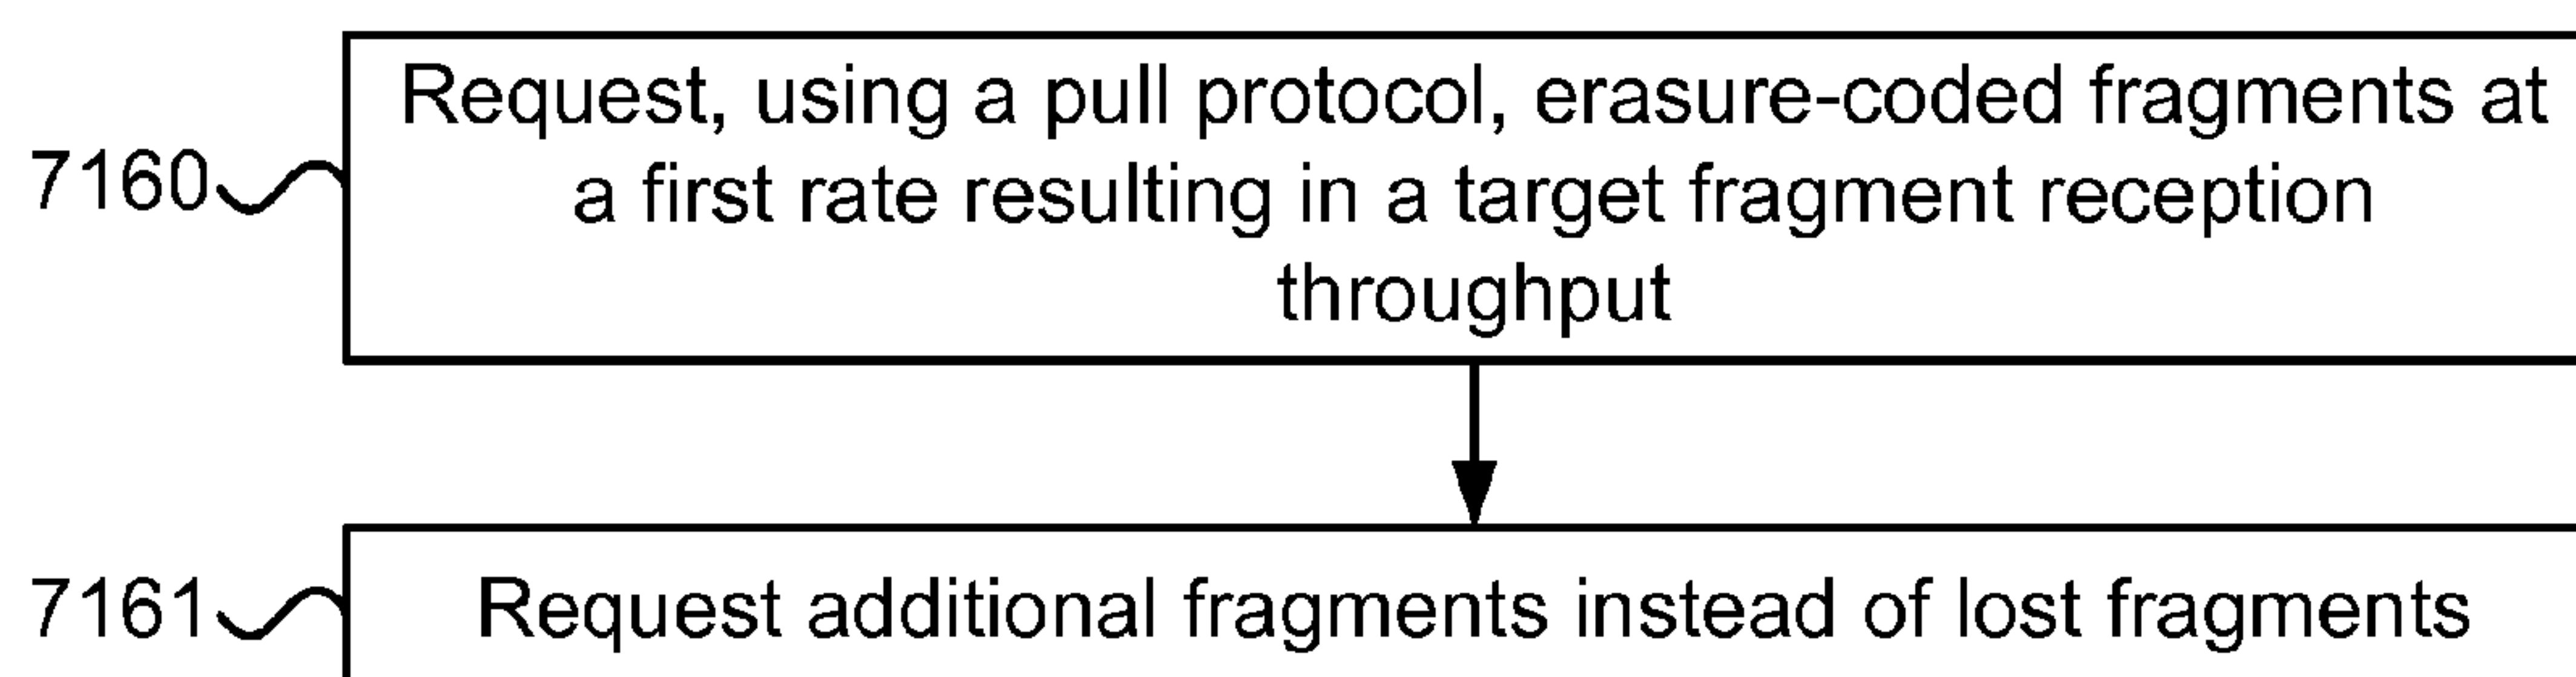 Request, using a pull protocol, erasure-coded fragments at
7160
a first rate resulting in a target fragment reception
throughput
7161
Request additional fragments instead of lost fragments